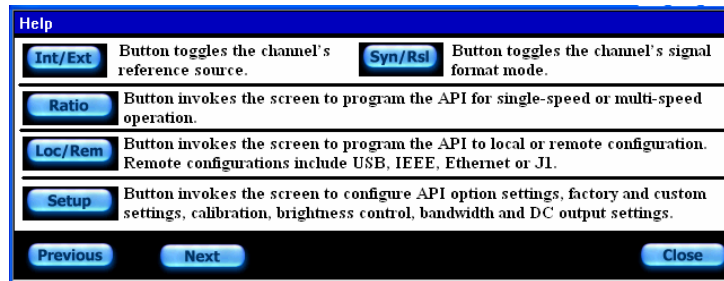 Help
Int/Ext Button toggles the channel's Syn/Rsl Button toggles the channel's signal
reference source. format mode.
Ratio Button invokes the screen to program the API for single-speed or multi-speed
operation.
Loc/Rem Button invokes the screen to program the API to local or remote configuration.
Remote configurations include USB, IEEE, Ethernet or J1.
Setup Button invokes the screen to configure API option settings, factory and custom
settings, calibration, brightness control, bandwidth and DC output settings.
Previous Next Close